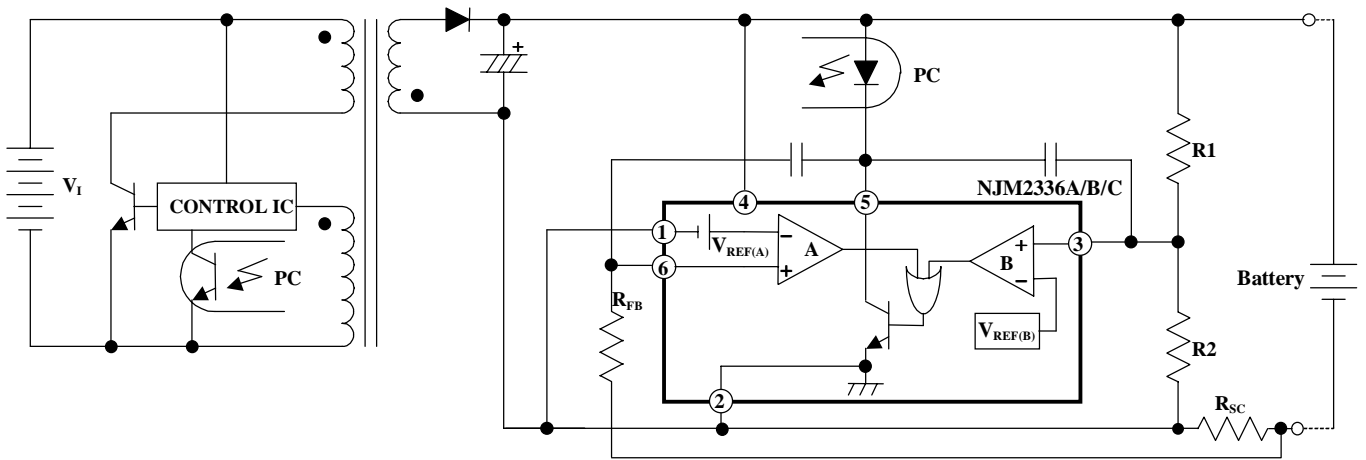 +
PC
R1
V_I
NJM2336A/B/C
CONTROL IC
4
5
1
V_REF(A)
−
A
+
B
3
6
+
−
PC
R_FB
Battery
V_REF(B)
R2
2
R_SC